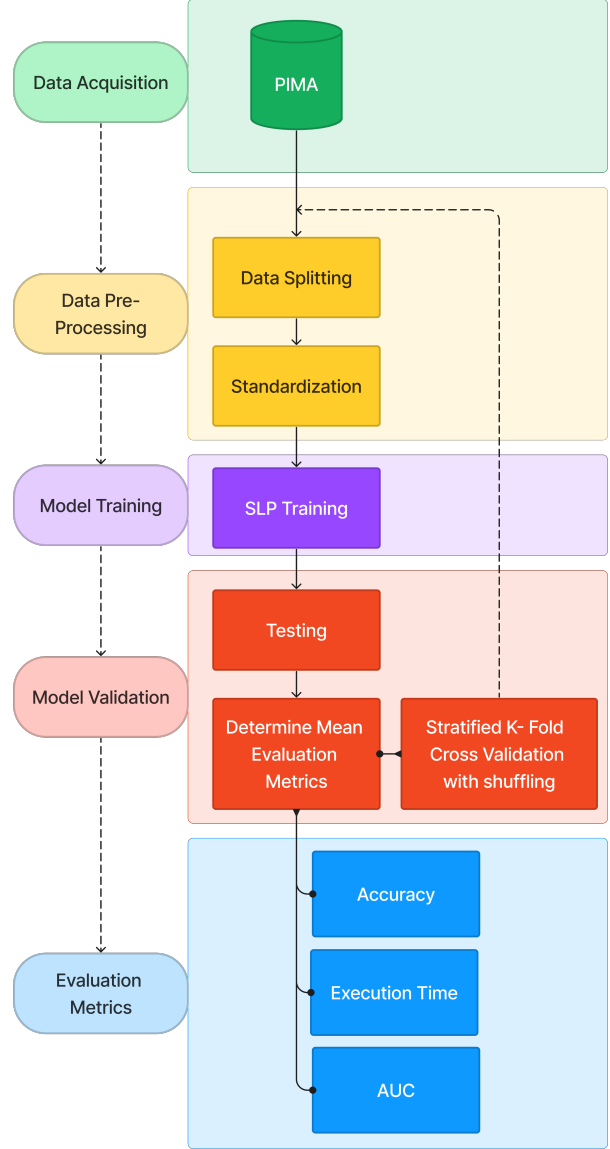 Data Acquisition
PIMA
Data Pre-
Processing
Data Splitting
Standardization
Model Training
SLP Training
Model Validation
Testing
Determine Mean
Evaluation
Metrics
Stratified K- Fold
Cross Validation
with shuffling
Evaluation
Metrics
Accuracy
Execution Time
AUC